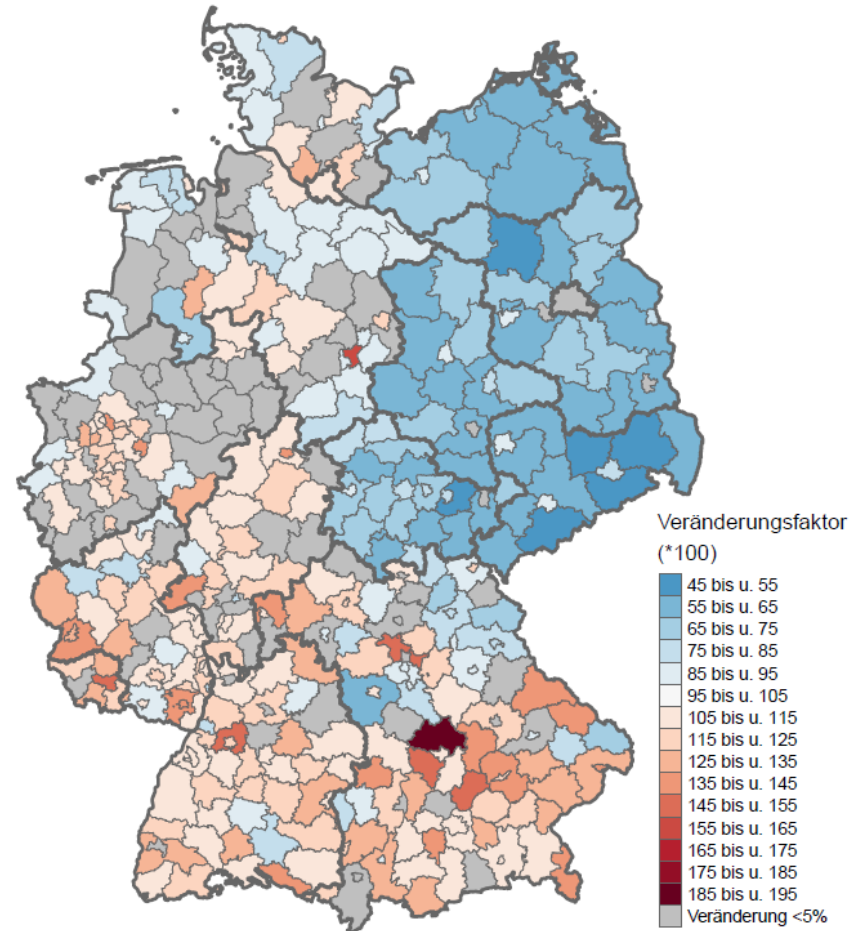 Veränderungsfaktor
(*100)
45 bis u. 55
55 bis u. 65
65 bis u. 75
75 bis u. 85
85 bis u. 95
95 bis u. 105
105 bis u. 115
115 bis u. 125
125 bis u. 135
135 bis u. 145
145 bis u. 155
155 bis u. 165
165 bis u. 175
175 bis u. 185
185 bis u. 195
Veränderung <5%